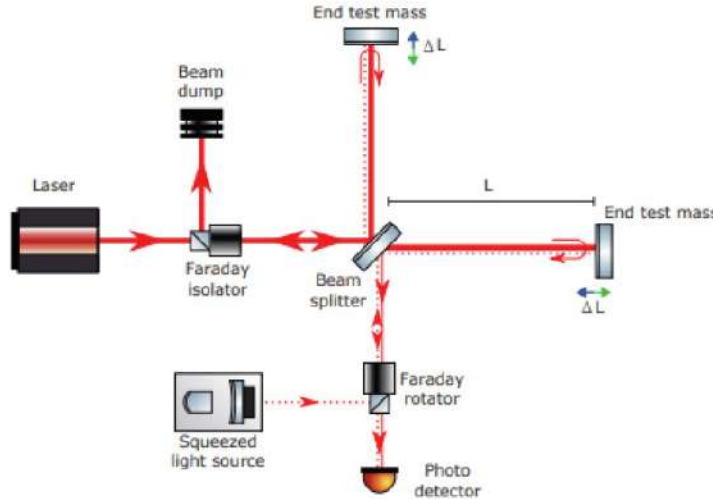 End test mass
ΔL
Beam
dump
Laser
L
End test mass
Faraday
isolator
Beam
splitter
ΔL
Faraday
rotator
Squeezed
light source
Photo
detector